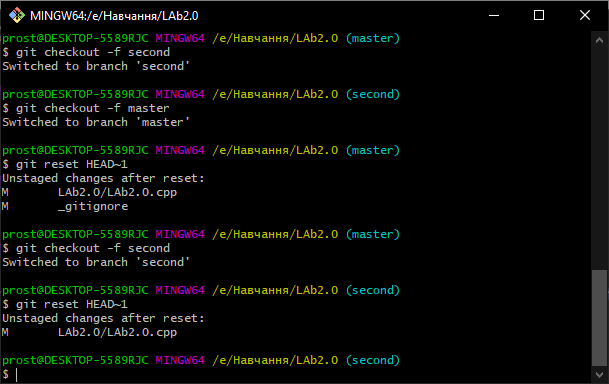 MINGW64:/e/Навчання/LAb2.0
prost@DESKTOP-5589RJC MINGW64 /e/Навчання/LAb2.0 (master)
$ git checkout -f second
Switched to branch 'second'
prost@DESKTOP-5589RJC MINGW64 /e/Навчання/LAb2.0 (second)
$ git checkout -f master
Switched to branch 'master'
prost@DESKTOP-5589RJC MINGW64 /e/Навчання/LAb2.0 (master)
$ git reset HEAD~1
Unstaged changes after reset:
M       LAb2.0/LAb2.0.cpp
M       _gitignore
prost@DESKTOP-5589RJC MINGW64 /e/Навчання/LAb2.0 (master)
$ git checkout -f second
Switched to branch 'second'
prost@DESKTOP-5589RJC MINGW64 /e/Навчання/LAb2.0 (second)
$ git reset HEAD~1
Unstaged changes after reset:
M       LAb2.0/LAb2.0.cpp
prost@DESKTOP-5589RJC MINGW64 /e/Навчання/LAb2.0 (second)
$